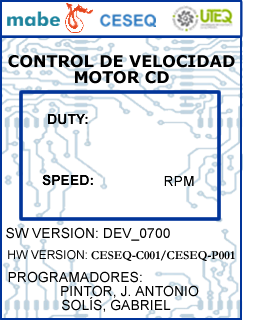 mabe CESEQ UTEQ
CONTROL DE VELOCIDAD
MOTOR CD
DUTY:
SPEED: RPM
SW VERSION: DEV_0700
HW VERSION: CESEQ-C001/CESEQ-P001
PROGRAMADORES:
PINTOR, J. ANTONIO
SOLÍS, GABRIEL